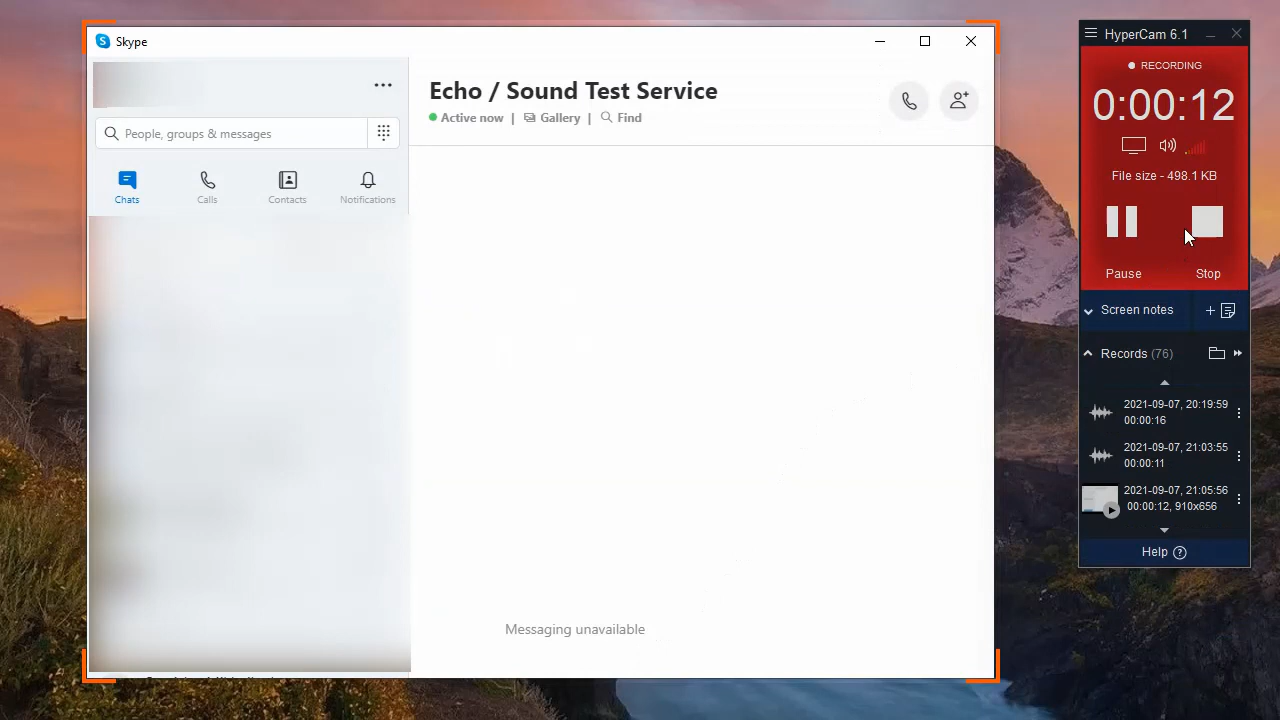 Skype
People, groups & messages
Chats
Calls
Contacts
Notifications
Echo / Sound Test Service
Active now | Gallery | Find
Messaging unavailable
HyperCam 6.1
RECORDING
0:00:12
File size - 498.1 KB
Pause
Stop
Screen notes
Records (76)
2021-09-07, 20:19:59
00:00:16
2021-09-07, 21:03:55
00:00:11
2021-09-07, 21:05:56
00:00:12, 910x656
Help